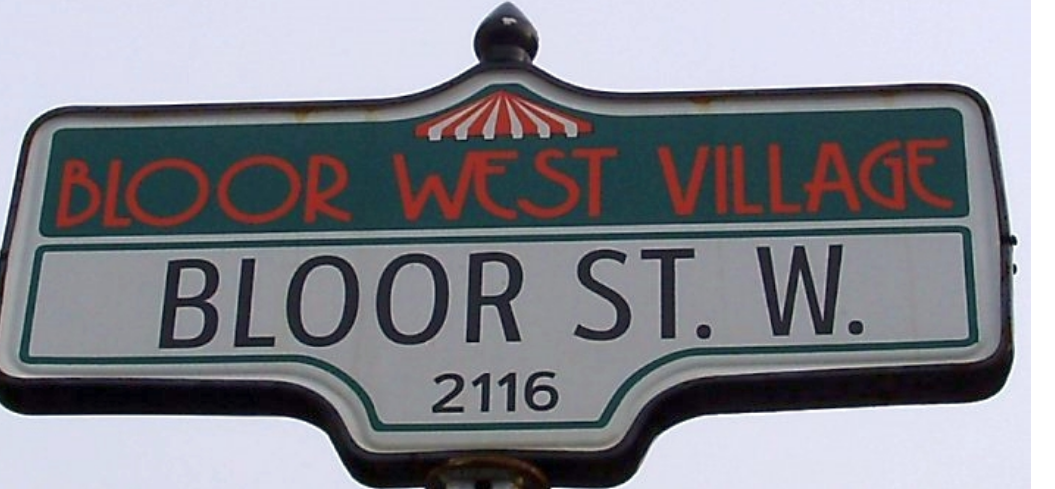 BLOOR WEST VILLAGE
BLOOR ST. W.
2116